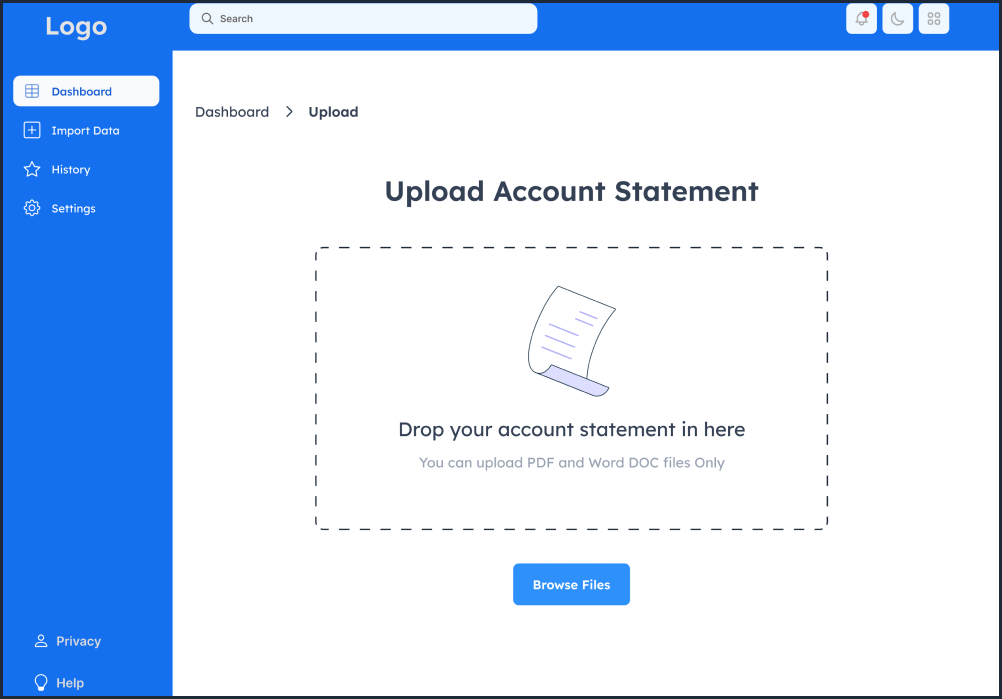 Logo
Search
Dashboard
Import Data
History
Settings
Privacy
Help
Dashboard > Upload
Upload Account Statement
Drop your account statement in here
You can upload PDF and Word DOC files Only
Browse Files